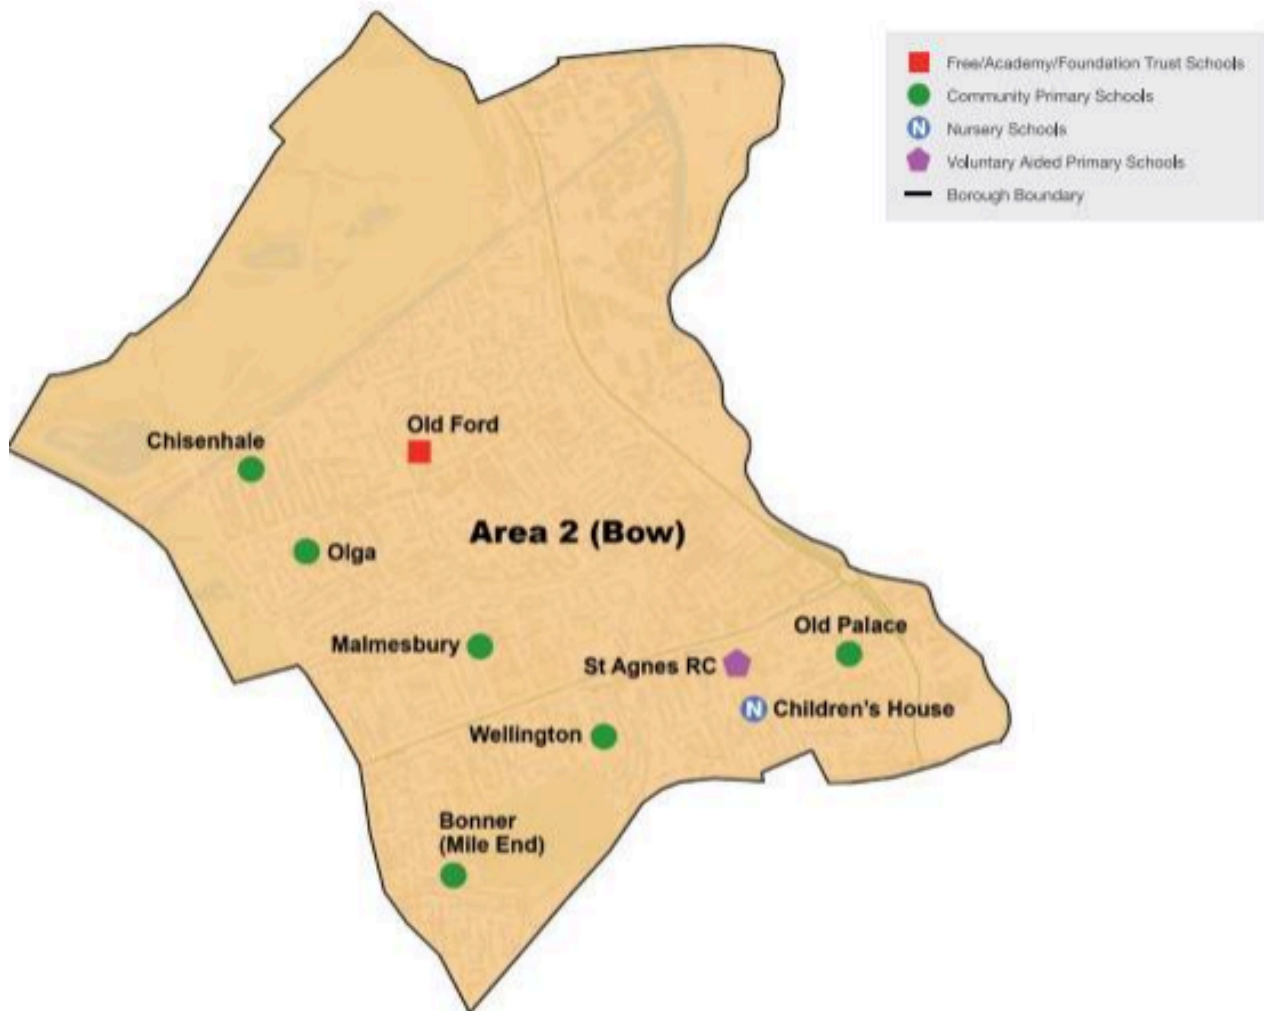 Free/Academy/Foundation Trust Schools
Community Primary Schools
N Nursery Schools
Voluntary Aided Primary Schools
Borough Boundary
Old Ford
Chisenhale
Area 2 (Bow)
Olga
Old Palace
Malmesbury
St Agnes RC
N Children's House
Wellington
Bonner
(Mile End)